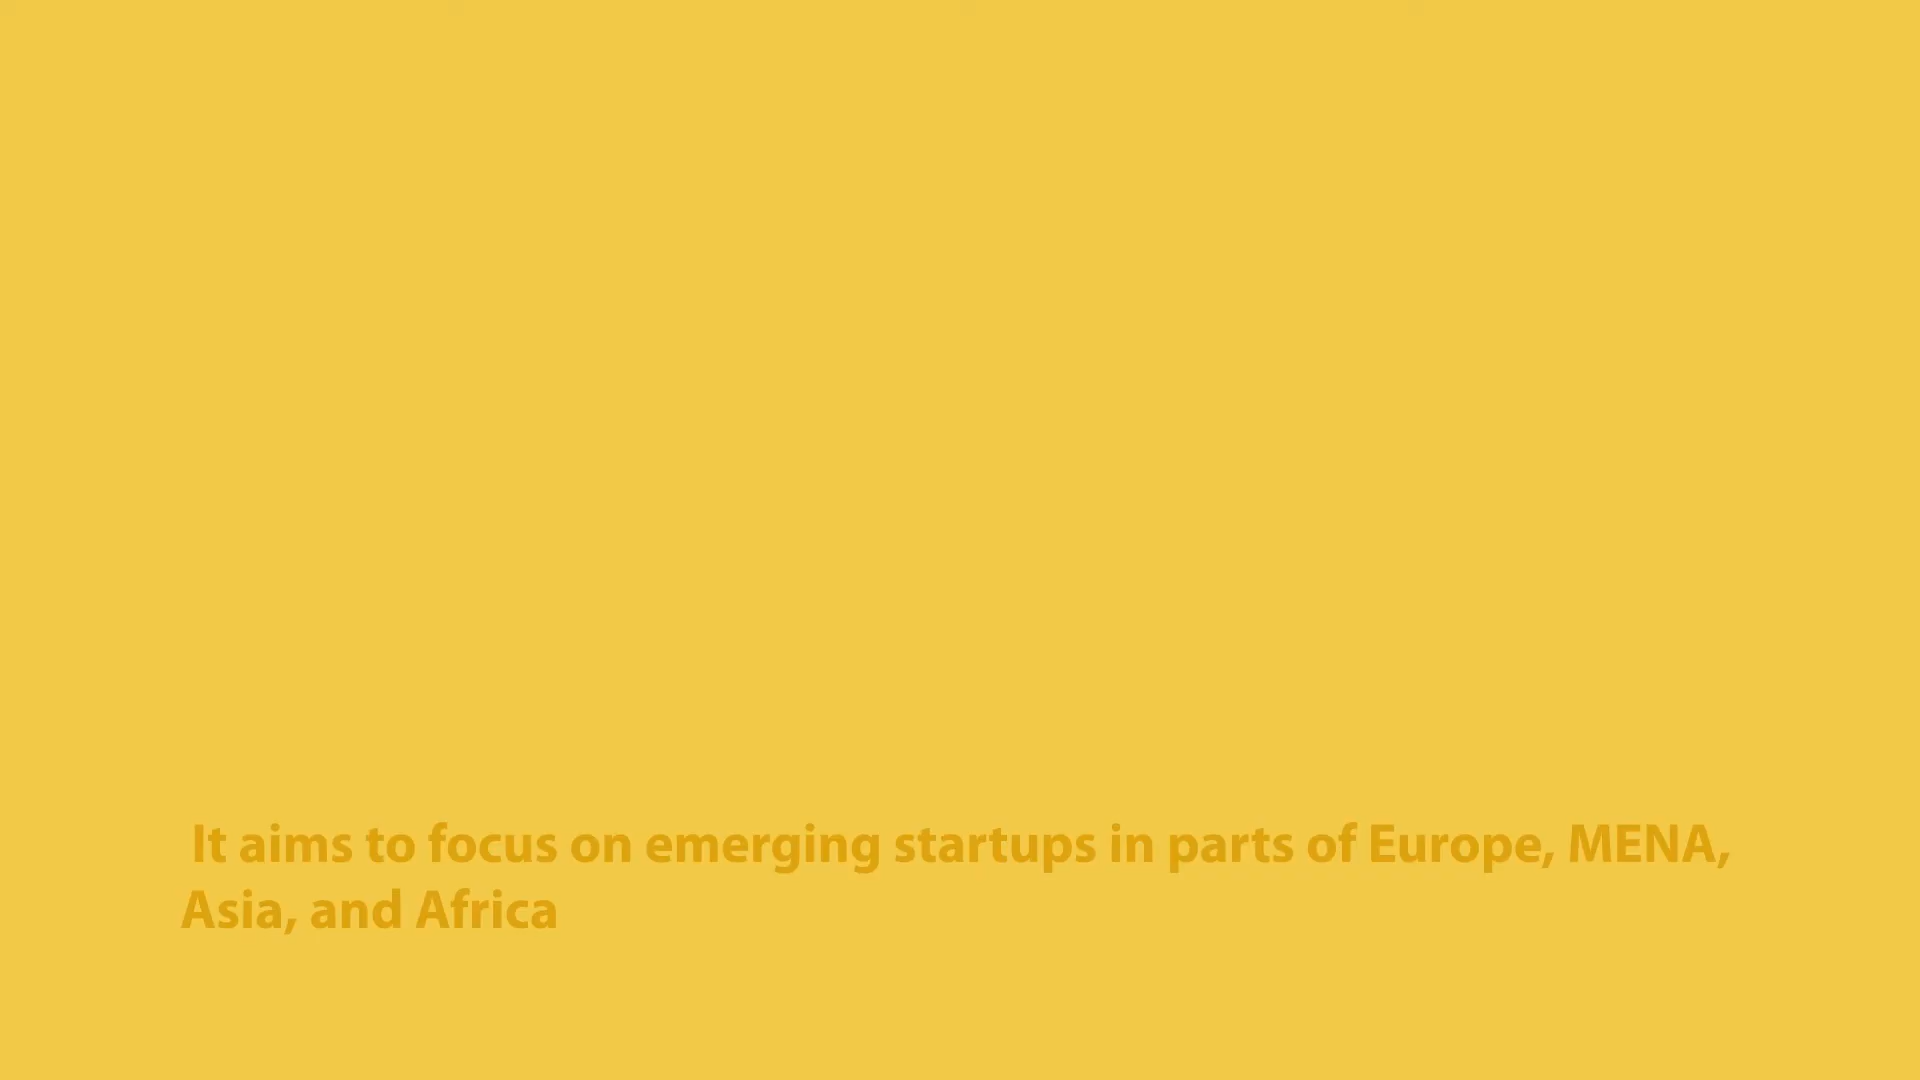 It aims to focus on emerging startups in parts of Europe, MENA,
Asia, and Africa